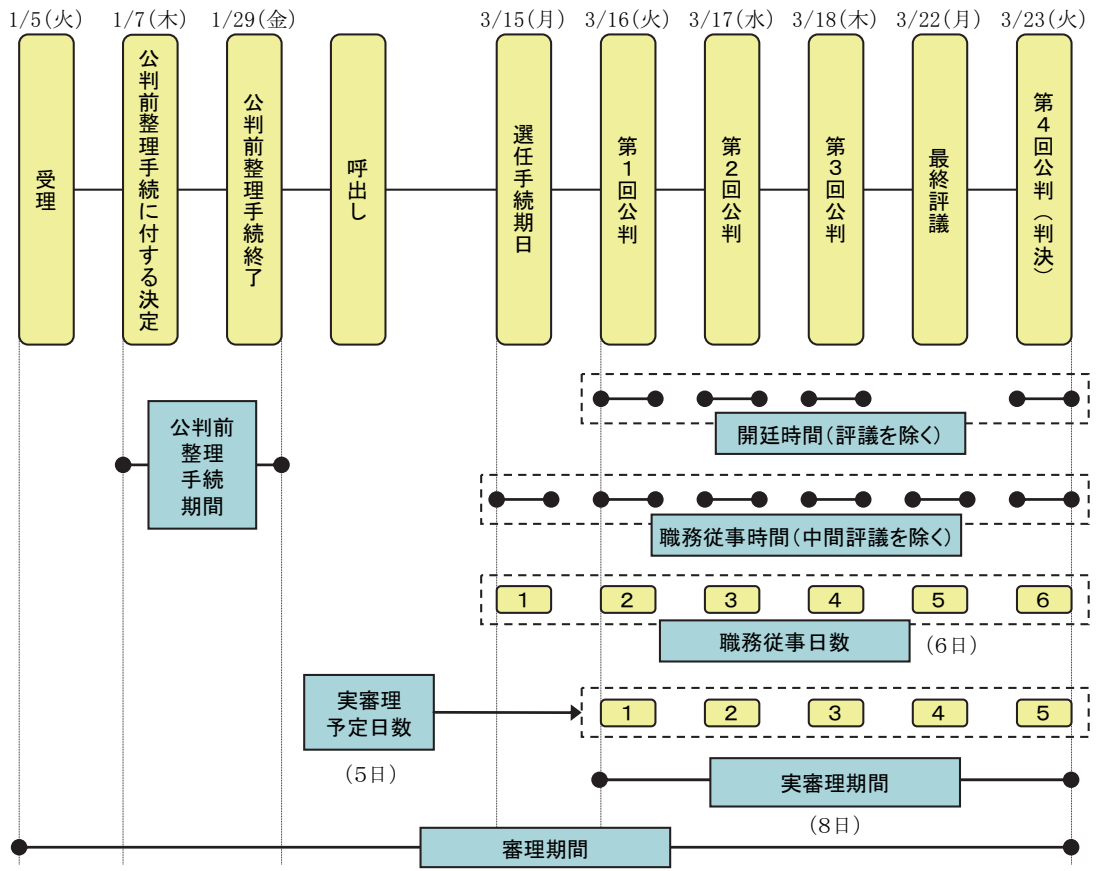 1/5(火)
1/7(木)
1/29(金)
3/15(月)
3/16(火)
3/17(水)
3/18(木)
3/22(月)
3/23(火)
受理
公判前整理手続に付する決定
公判前整理手続終了
呼出し
選任手続期日
第1回公判
第2回公判
第3回公判
最終評議
第4回公判(判決)
開廷時間(評議を除く)
公判前
整理
手続
期間
職務従事時間(中間評議を除く)
1
2
3
4
5
6
職務従事日数
(6日)
実審理
予定日数
(5日)
1
2
3
4
5
実審理期間
(8日)
審理期間